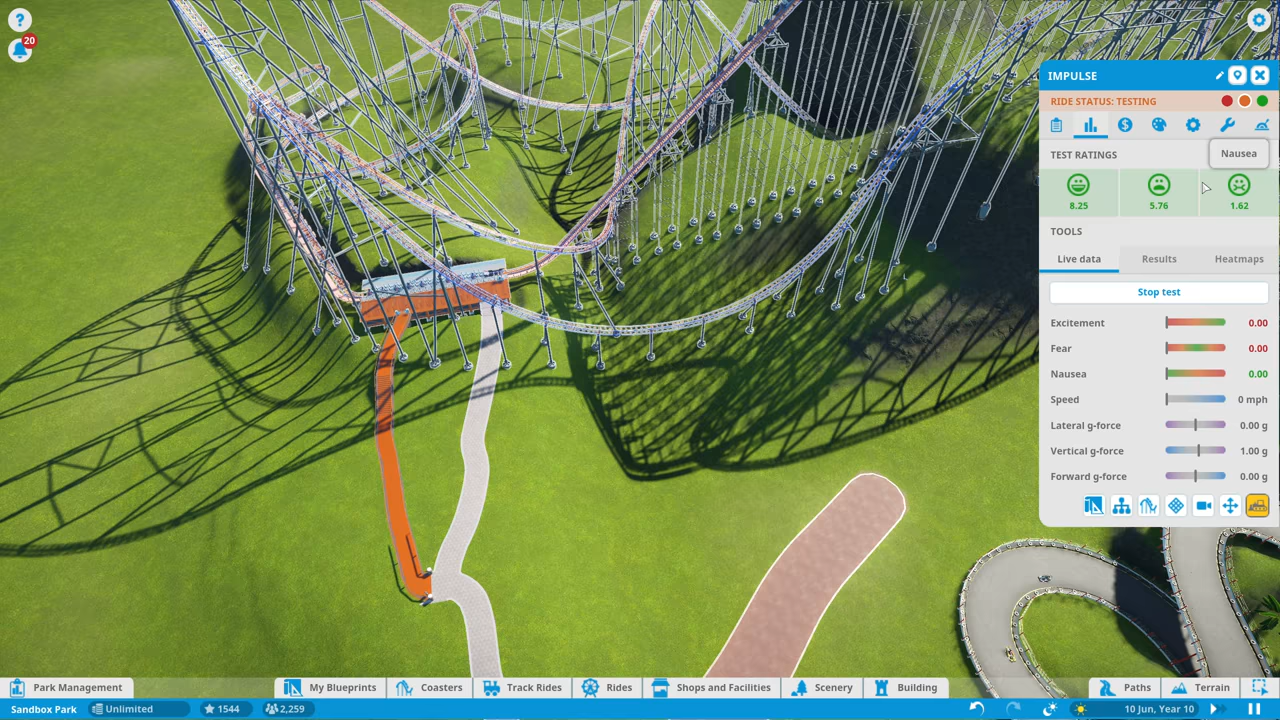 ?
20
IMPULSE
RIDE STATUS: TESTING
TEST RATINGS
Nausea
8.25 5.76 1.62
TOOLS
Live data Results Heatmaps
Stop test
Excitement 0.00
Fear 0.00
Nausea 0.00
Speed 0 mph
Lateral g-force 0.00 g
Vertical g-force 1.00 g
Forward g-force 0.00 g
Park Management My Blueprints Coasters Track Rides Rides Shops and Facilities Scenery Building Paths Terrain
Sandbox Park Unlimited 1544 2,259 10 Jun, Year 10